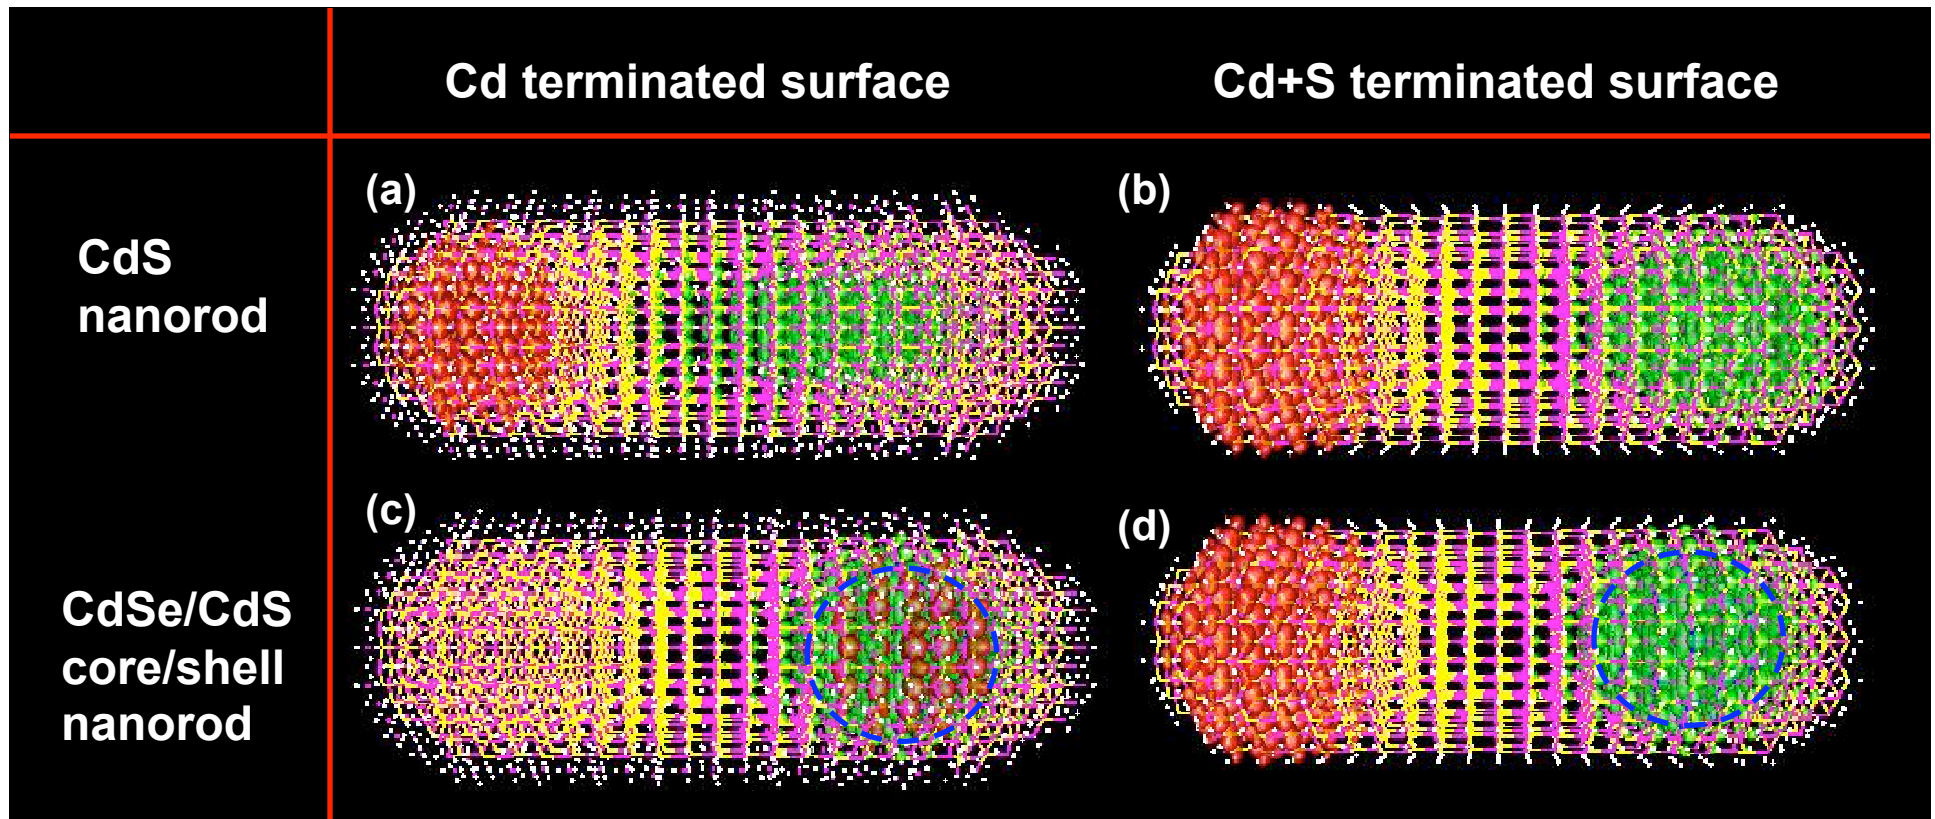 Cd terminated surface
Cd+S terminated surface
CdS
nanorod
(a)
(b)
CdSe/CdS
core/shell
nanorod
(c)
(d)